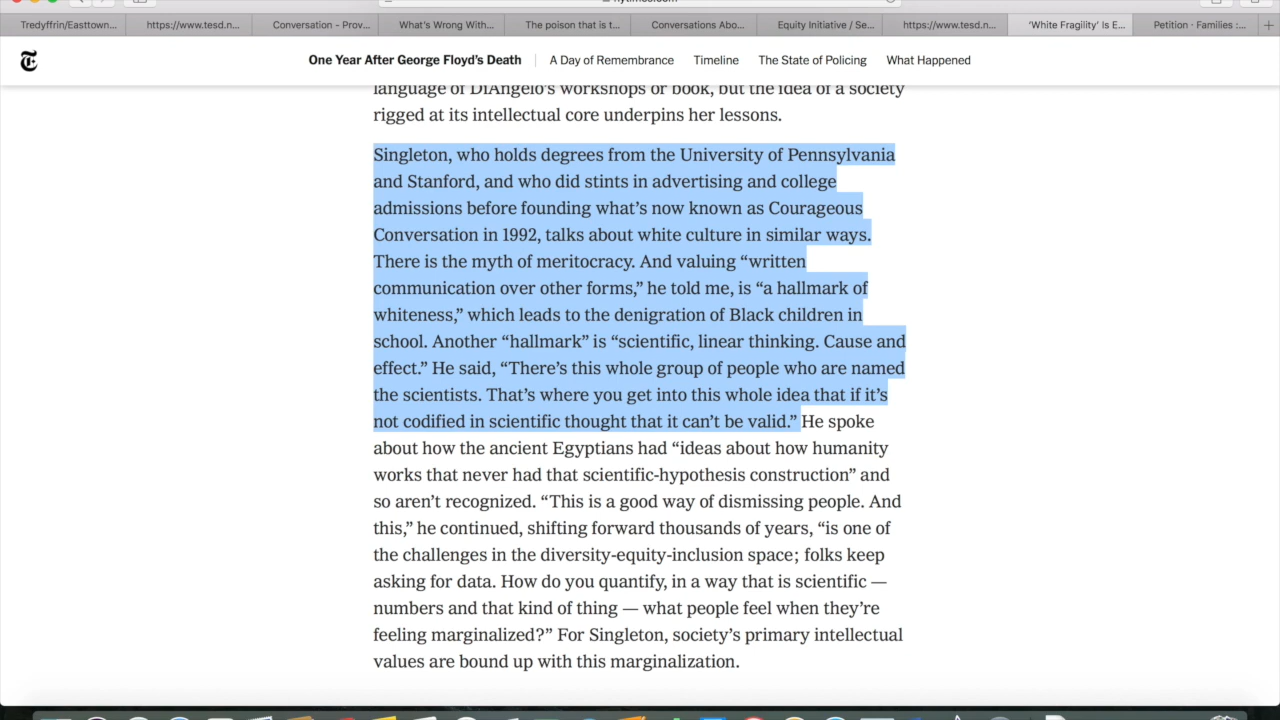 Tredyffrin/Easttown... https://www.tesd.n... Conversation – Prov... What's Wrong With... The poison that is t... Conversations Abo... Equity Initiative / Se... https://www.tesd.n... 'White Fragility' Is E... Petition · Families :...
One Year After George Floyd's Death A Day of Remembrance Timeline The State of Policing What Happened
language of DiAngelo's workshops or book, but the idea of a society
rigged at its intellectual core underpins her lessons.
Singleton, who holds degrees from the University of Pennsylvania
and Stanford, and who did stints in advertising and college
admissions before founding what's now known as Courageous
Conversation in 1992, talks about white culture in similar ways.
There is the myth of meritocracy. And valuing “written
communication over other forms,” he told me, is “a hallmark of
whiteness,” which leads to the denigration of Black children in
school. Another “hallmark” is “scientific, linear thinking. Cause and
effect.” He said, “There's this whole group of people who are named
the scientists. That's where you get into this whole idea that if it's
not codified in scientific thought that it can't be valid.” He spoke
about how the ancient Egyptians had “ideas about how humanity
works that never had that scientific-hypothesis construction” and
so aren't recognized. “This is a good way of dismissing people. And
this,” he continued, shifting forward thousands of years, “is one of
the challenges in the diversity-equity-inclusion space; folks keep
asking for data. How do you quantify, in a way that is scientific —
numbers and that kind of thing — what people feel when they're
feeling marginalized?” For Singleton, society's primary intellectual
values are bound up with this marginalization.